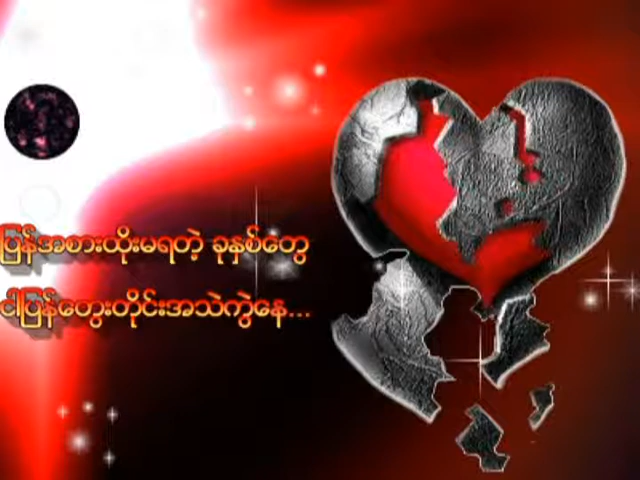 ပြန်အစားထိုးမရတဲ့ ခုနှစ်တွေ
ငါပြန်တွေးတိုင်းအသဲကွဲနေ...